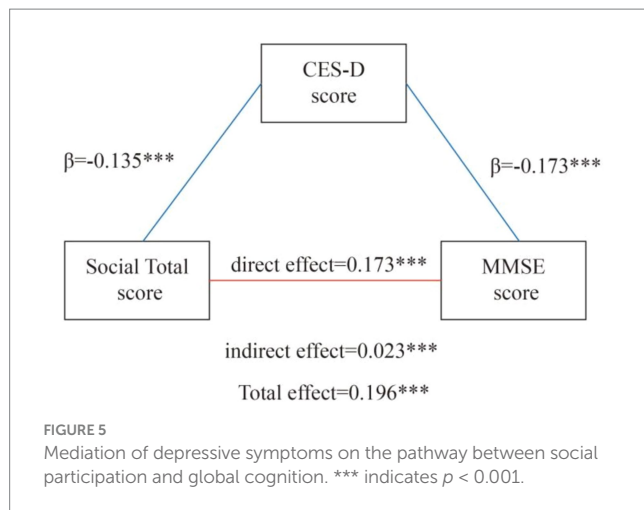 CES-D
score
β=-0.135***
β=-0.173***
Social Total
score
direct effect=0.173***
MMSE
score
indirect effect=0.023***
Total effect=0.196***
FIGURE 5
Mediation of depressive symptoms on the pathway between social
participation and global cognition. *** indicates p < 0.001.